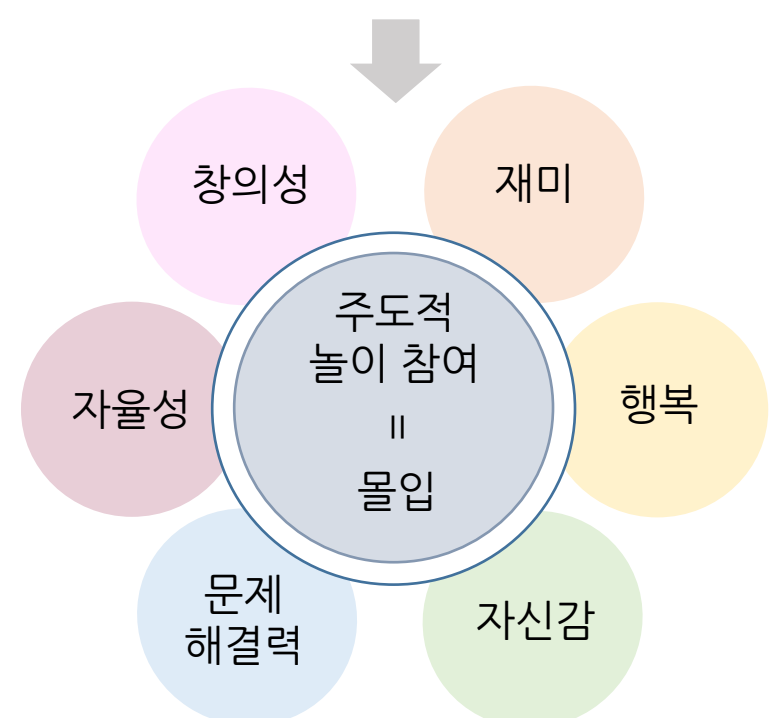 창의성
재미
주도적
놀이 참여
=
몰입
자율성
행복
문제
해결력
자신감